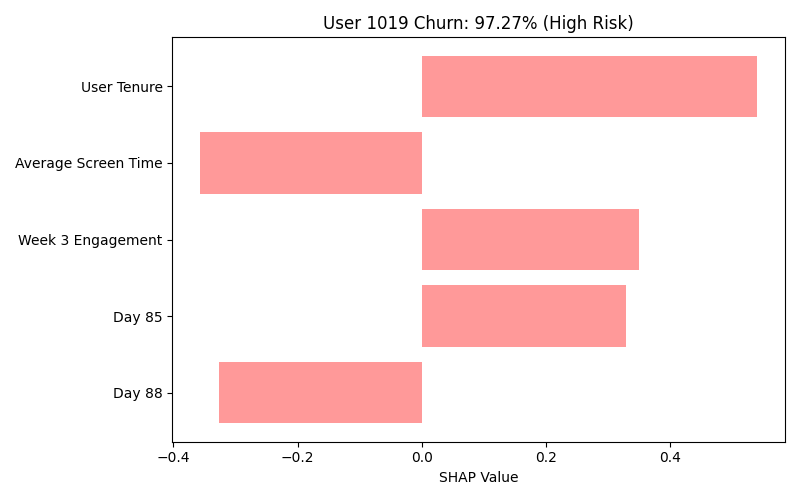 User 1019 Churn: 97.27% (High Risk)
User Tenure
Average Screen Time
Week 3 Engagement
Day 85
Day 88
−0.4 −0.2 0.0 0.2 0.4
SHAP Value